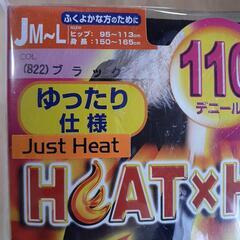 ふくよかな方のために
JM~L
ヒップ：95~113cm
身長：150~165cm
COL.
(822)ブラック
110
デニール
ゆったり
仕様
Just Heat
HEAT×H